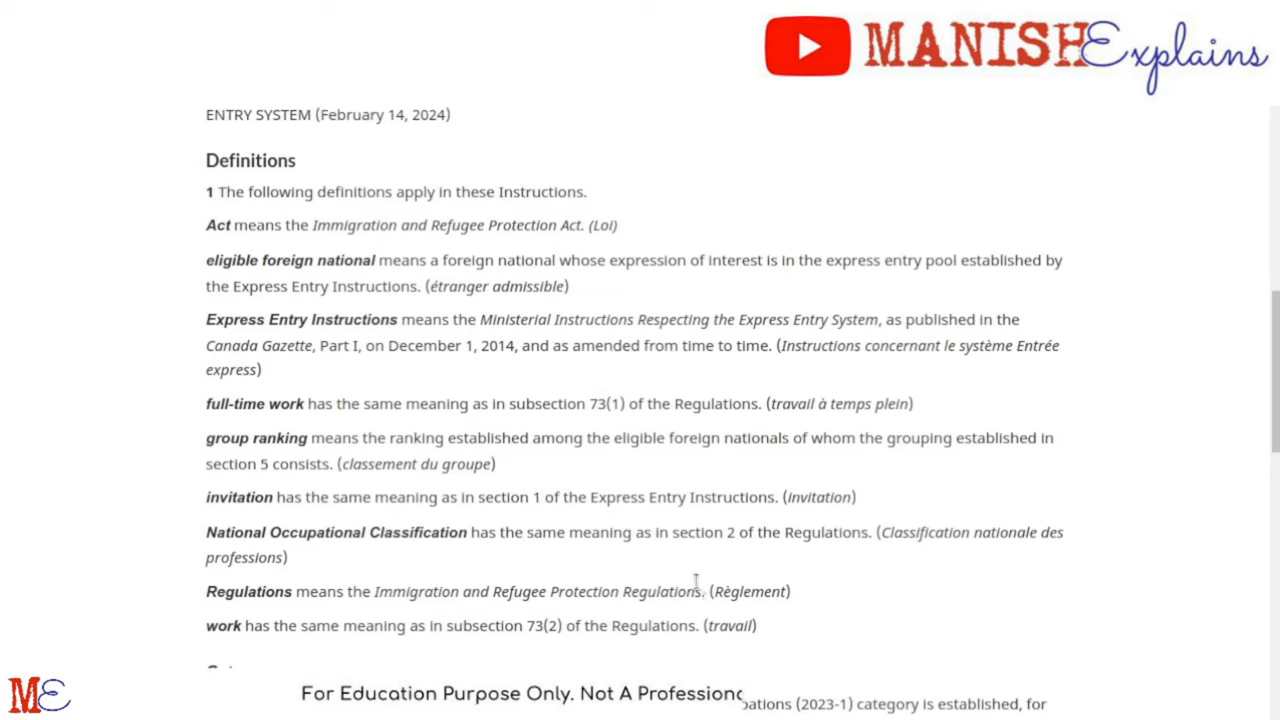 MANISH Explains
ENTRY SYSTEM (February 14, 2024)
Definitions
1 The following definitions apply in these Instructions.
Act means the Immigration and Refugee Protection Act. (Loi)
eligible foreign national means a foreign national whose expression of interest is in the express entry pool established by
the Express Entry Instructions. (étranger admissible)
Express Entry Instructions means the Ministerial Instructions Respecting the Express Entry System, as published in the
Canada Gazette, Part I, on December 1, 2014, and as amended from time to time. (Instructions concernant le système Entrée
express)
full-time work has the same meaning as in subsection 73(1) of the Regulations. (travail à temps plein)
group ranking means the ranking established among the eligible foreign nationals of whom the grouping established in
section 5 consists. (classement du groupe)
invitation has the same meaning as in section 1 of the Express Entry Instructions. (invitation)
National Occupational Classification has the same meaning as in section 2 of the Regulations. (Classification nationale des
professions)
Regulations means the Immigration and Refugee Protection Regulations. (Règlement)
work has the same meaning as in subsection 73(2) of the Regulations. (travail)
ME
For Education Purpose Only. Not A
(2023-1) category is established, for